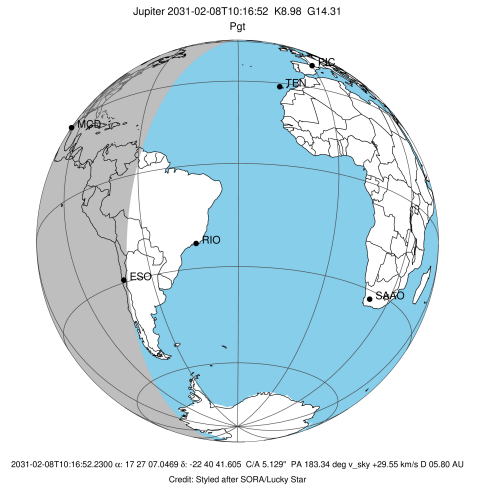 Jupiter 2031-02-08T10:16:52 K8.98 G14.31
Pgt
PIC
TBN
MCD
RIO
ESO
SAAO
2031-02-08T10:16:52.2300 α: 17 27 07.0469 δ: -22 40 41.605 C/A 5.129" PA 183.34 deg v_sky +29.55 km/s D 05.80 AU
Credit: Styled after SORA/Lucky Star